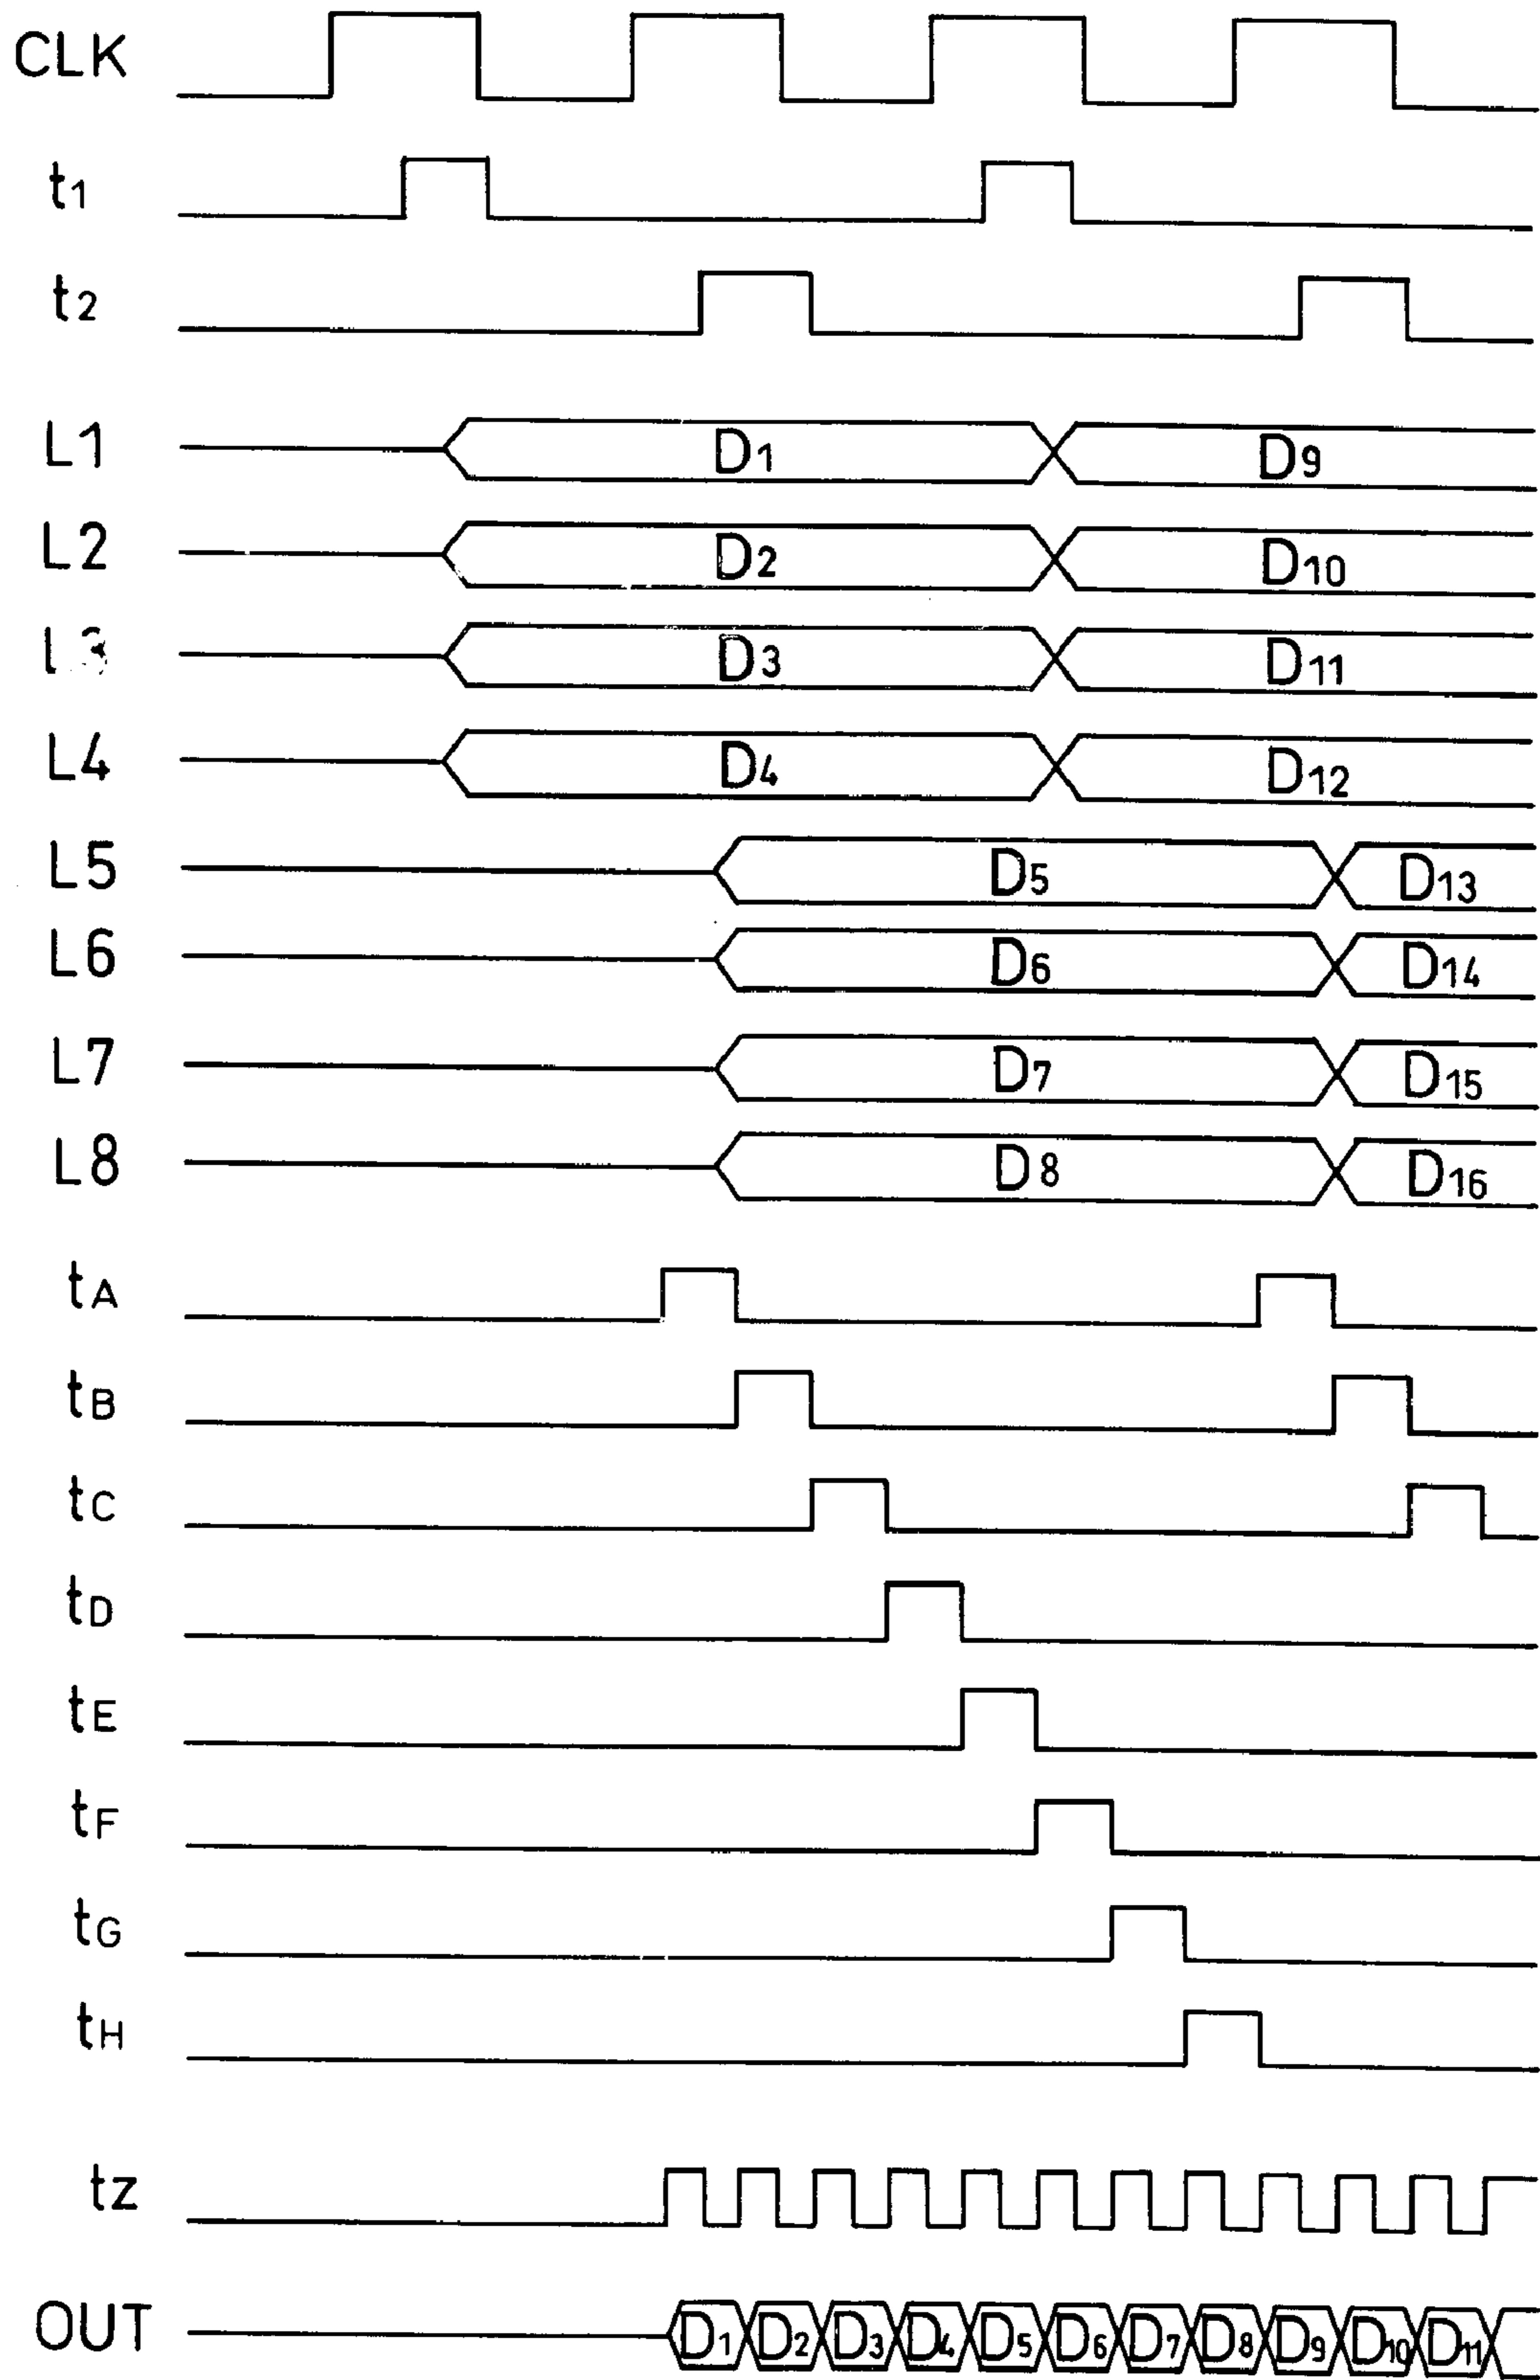 CLK
t1
t2
L1 D1 D9
L2 D2 D10
L3 D3 D11
L4 D4 D12
L5 D5 D13
L6 D6 D14
L7 D7 D15
L8 D8 D16
tA
tB
tC
tD
tE
tF
tG
tH
tZ
OUT D1 D2 D3 D4 D5 D6 D7 D8 D9 D10 D11